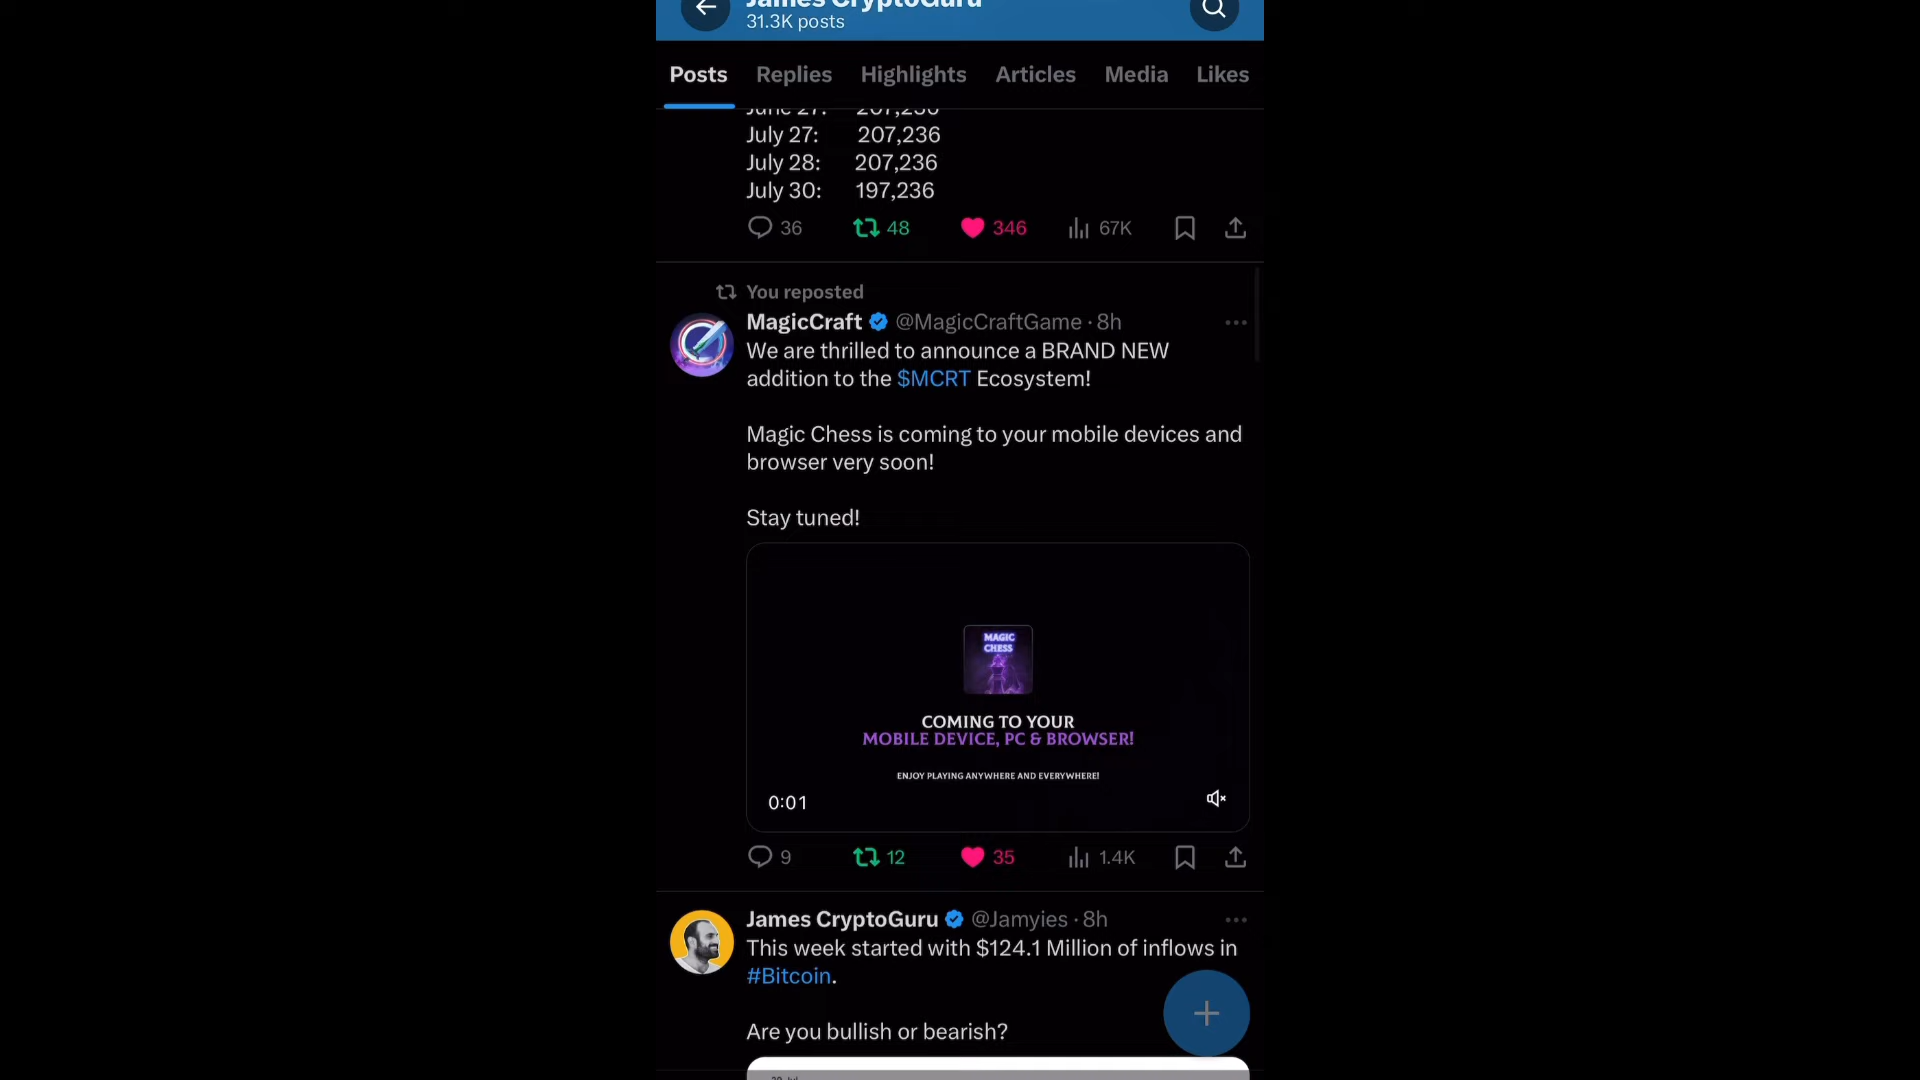 James CryptoGuru
31.3K posts
Posts Replies Highlights Articles Media Likes
July 27: 207,236
July 28: 207,236
July 30: 197,236
36 48 346 67K
You reposted
MagicCraft @MagicCraftGame · 8h
We are thrilled to announce a BRAND NEW
addition to the $MCRT Ecosystem!
Magic Chess is coming to your mobile devices and
browser very soon!
Stay tuned!
MAGIC
CHESS
COMING TO YOUR
MOBILE DEVICE, PC & BROWSER!
ENJOY PLAYING ANYWHERE AND EVERYWHERE!
0:01
9 12 35 1.4K
James CryptoGuru @Jamyies · 8h
This week started with $124.1 Million of inflows in
#Bitcoin.
Are you bullish or bearish?